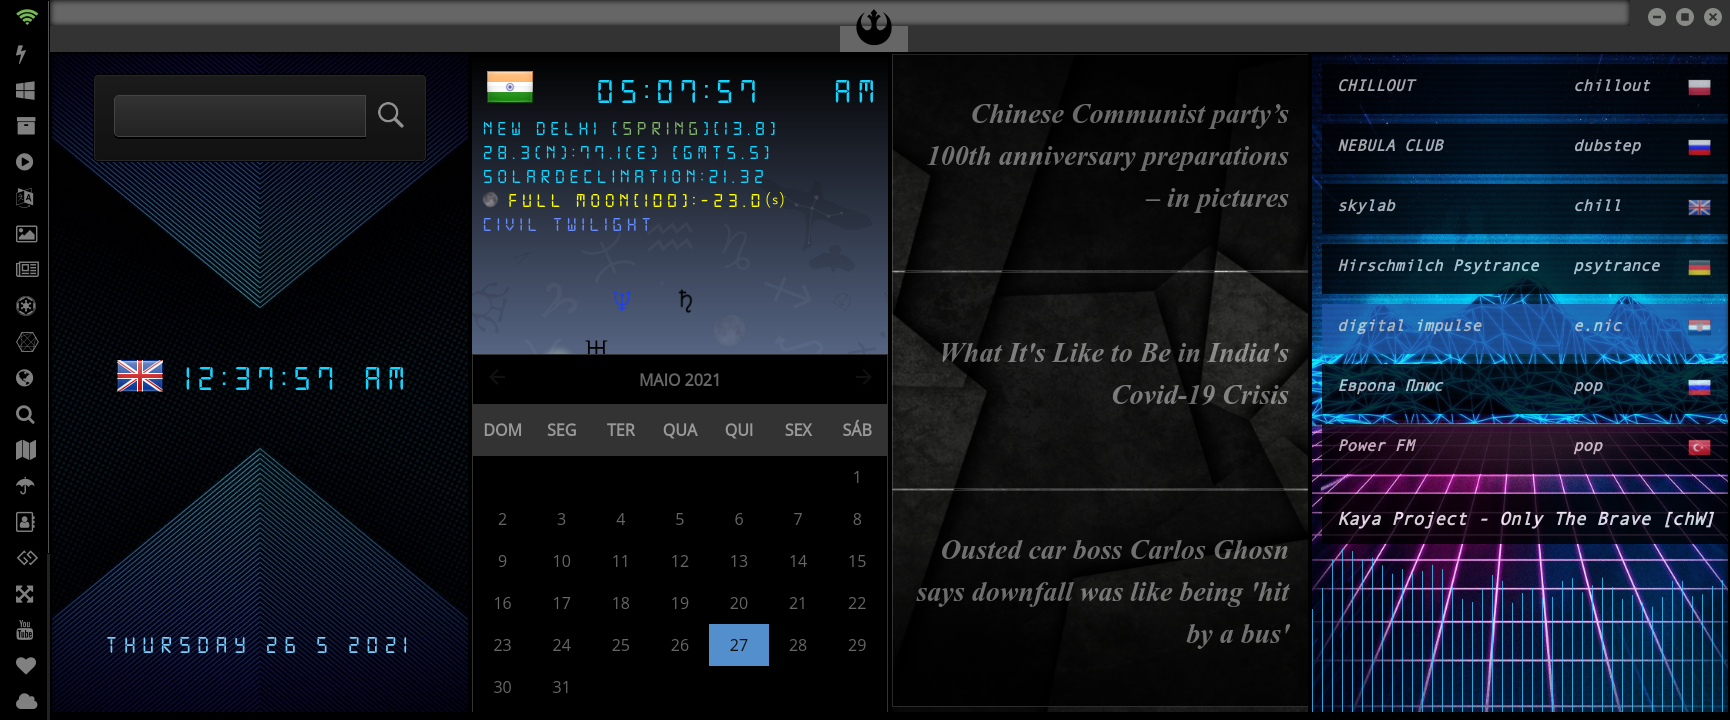 12:37:57 AM
THURSDAY 26 5 2021
05:07:57 AM
NEW DELHI [SPRING][13.8]
28.3(N):77.1(E) [GMT5.5]
SOLARDECLINATION:21.32
FULL MOON[100]:-23.0(s)
CIVIL TWILIGHT
MAIO 2021
DOM SEG TER QUA QUI SEX SÁB
1
2 3 4 5 6 7 8
9 10 11 12 13 14 15
16 17 18 19 20 21 22
23 24 25 26 27 28 29
30 31
Chinese Communist party’s
100th anniversary preparations
– in pictures
What It's Like to Be in India's
Covid-19 Crisis
Ousted car boss Carlos Ghosn
says downfall was like being 'hit
by a bus'
CHILLOUT chillout
NEBULA CLUB dubstep
skylab chill
Hirschmilch Psytrance psytrance
digital impulse e.nic
Европа Плюс pop
Power FM pop
Kaya Project - Only The Brave [chW]
You
Tube